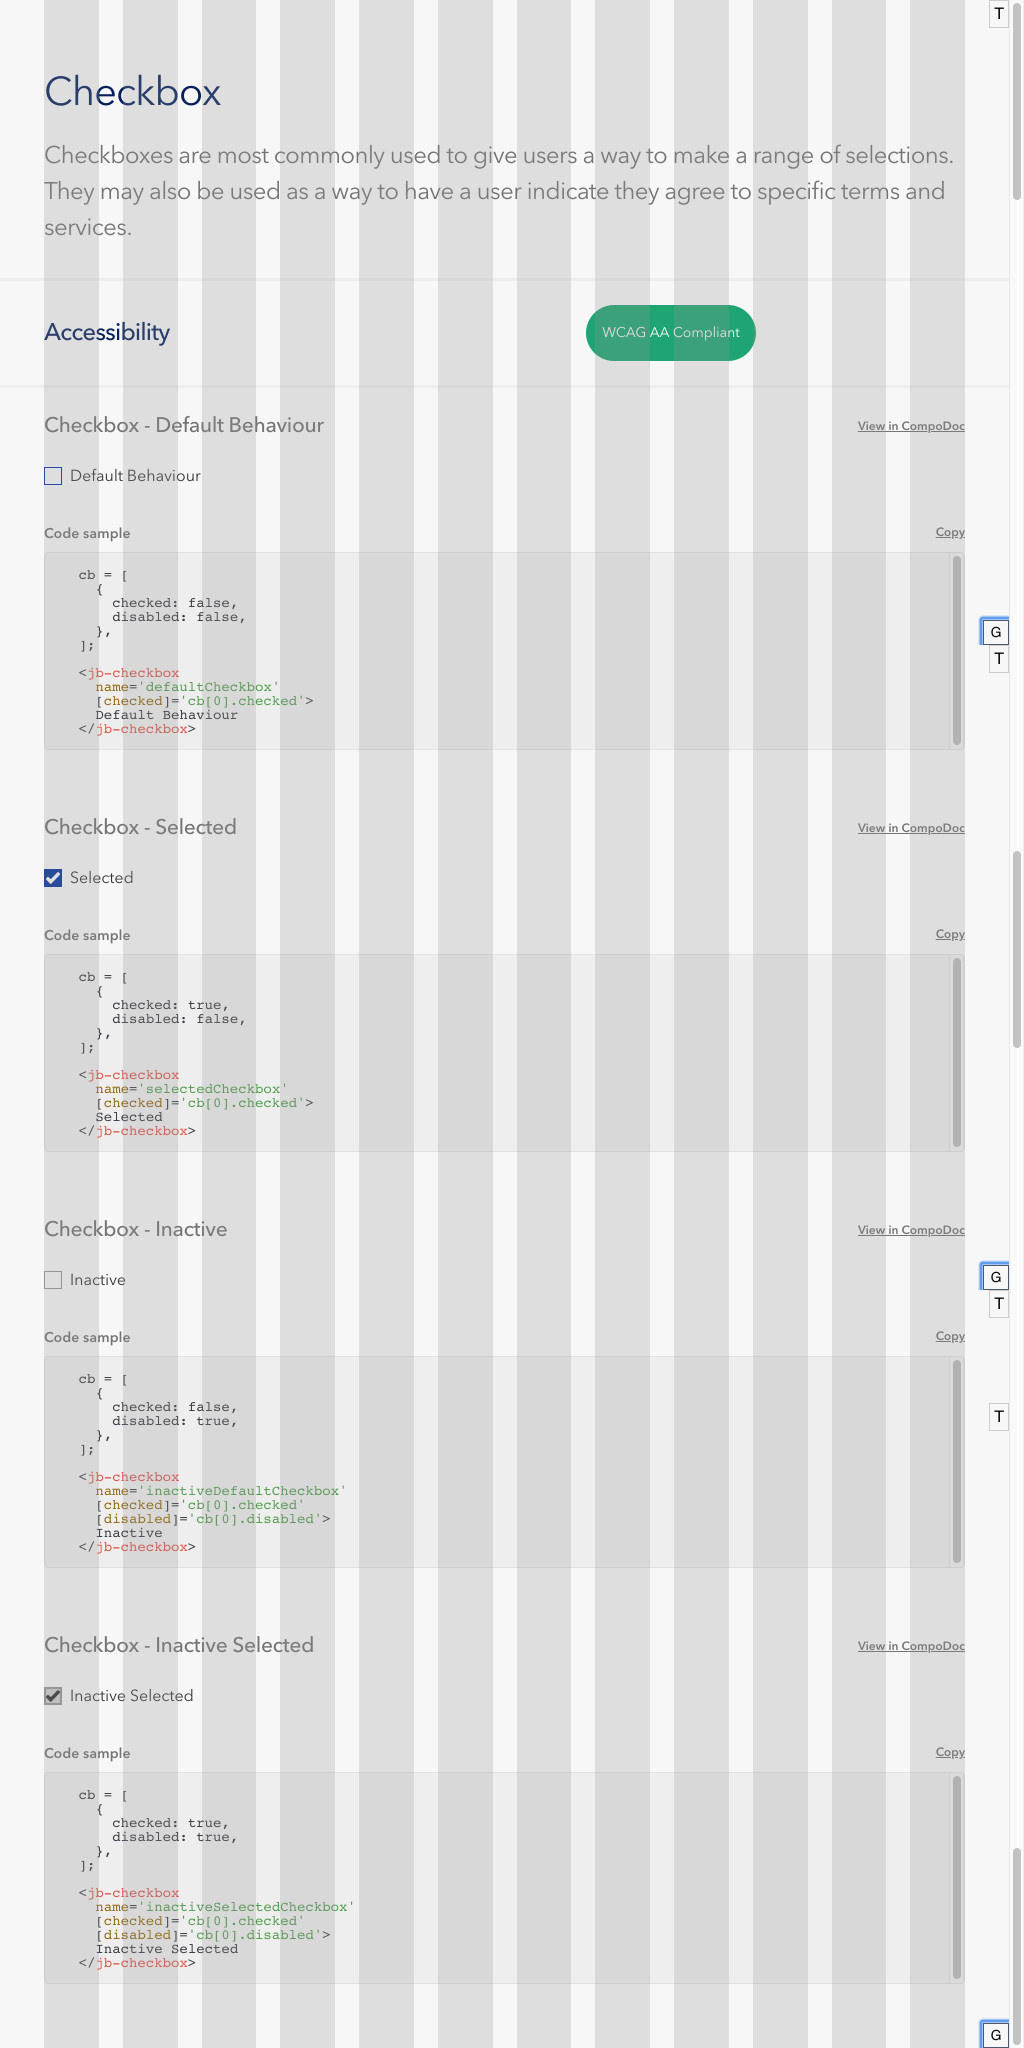 T
Checkbox
Checkboxes are most commonly used to give users a way to make a range of selections.
They may also be used as a way to have a user indicate they agree to specific terms and
services.
Accessibility
WCAG AA Compliant
Checkbox - Default Behaviour
View in CompoDoc
Default Behaviour
Code sample
Copy
cb = [
{
checked: false,
disabled: false,
},
];
<jb-checkbox
name='defaultCheckbox'
[checked]='cb[0].checked'>
Default Behaviour
</jb-checkbox>
G
T
Checkbox - Selected
View in CompoDoc
Selected
Code sample
Copy
cb = [
{
checked: true,
disabled: false,
},
];
<jb-checkbox
name='selectedCheckbox'
[checked]='cb[0].checked'>
Selected
</jb-checkbox>
Checkbox - Inactive
View in CompoDoc
Inactive
G
T
Code sample
Copy
cb = [
{
checked: false,
disabled: true,
},
];
<jb-checkbox
name='inactiveDefaultCheckbox'
[checked]='cb[0].checked'
[disabled]='cb[0].disabled'>
Inactive
</jb-checkbox>
T
Checkbox - Inactive Selected
View in CompoDoc
Inactive Selected
Code sample
Copy
cb = [
{
checked: true,
disabled: true,
},
];
<jb-checkbox
name='inactiveSelectedCheckbox'
[checked]='cb[0].checked'
[disabled]='cb[0].disabled'>
Inactive Selected
</jb-checkbox>
G